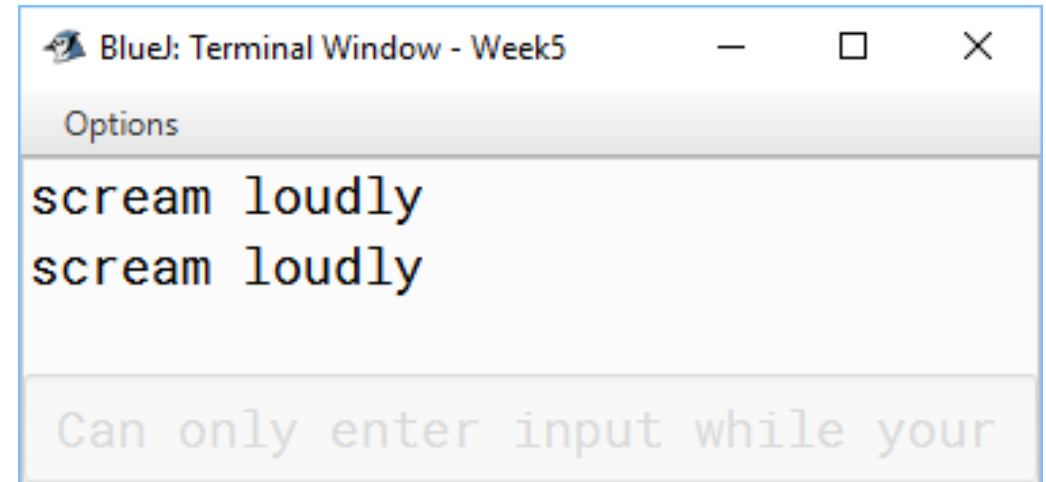 BlueJ: Terminal Window - Week5
Options
scream loudly
scream loudly
Can only enter input while your